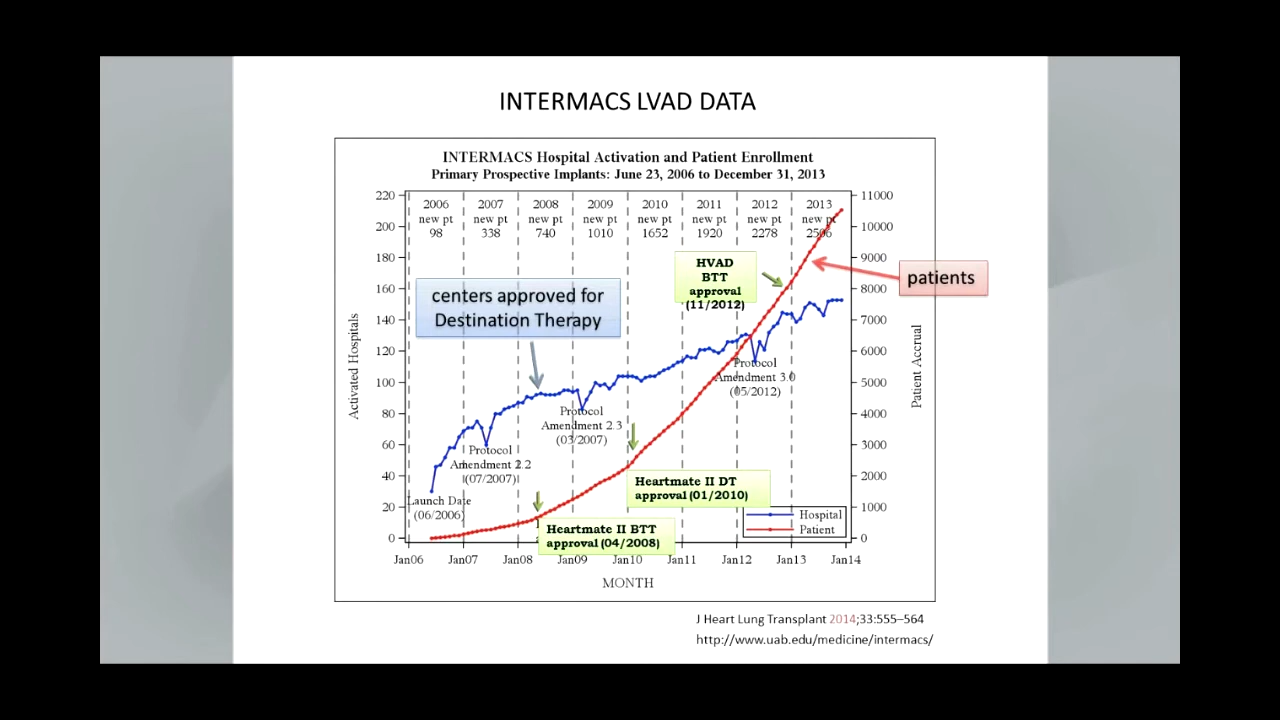 INTERMACS LVAD DATA
INTERMACS Hospital Activation and Patient Enrollment
Primary Prospective Implants: June 23, 2006 to December 31, 2013
220
200
180
160
140
120
100
80
60
40
20
0
Activated Hospitals
2006 2007 2008 2009 2010 2011 2012 2013
new pt new pt new pt new pt new pt new pt new pt new pt
98 338 740 1010 1652 1920 2278 2506
11000
10000
9000
8000
7000
6000
5000
4000
3000
2000
1000
0
Patient Accrual
centers approved for
Destination Therapy
HVAD
BTT
approval
(11/2012)
patients
Launch Date
(06/2006)
Protocol
Amendment 2.2
(07/2007)
Protocol
Amendment 2.3
(03/2007)
Protocol
Amendment 3.0
(05/2012)
Heartmate II DT
approval (01/2010)
Heartmate II BTT
approval (04/2008)
Hospital
Patient
Jan06 Jan07 Jan08 Jan09 Jan10 Jan11 Jan12 Jan13 Jan14
MONTH
J Heart Lung Transplant 2014;33:555–564
http://www.uab.edu/medicine/intermacs/